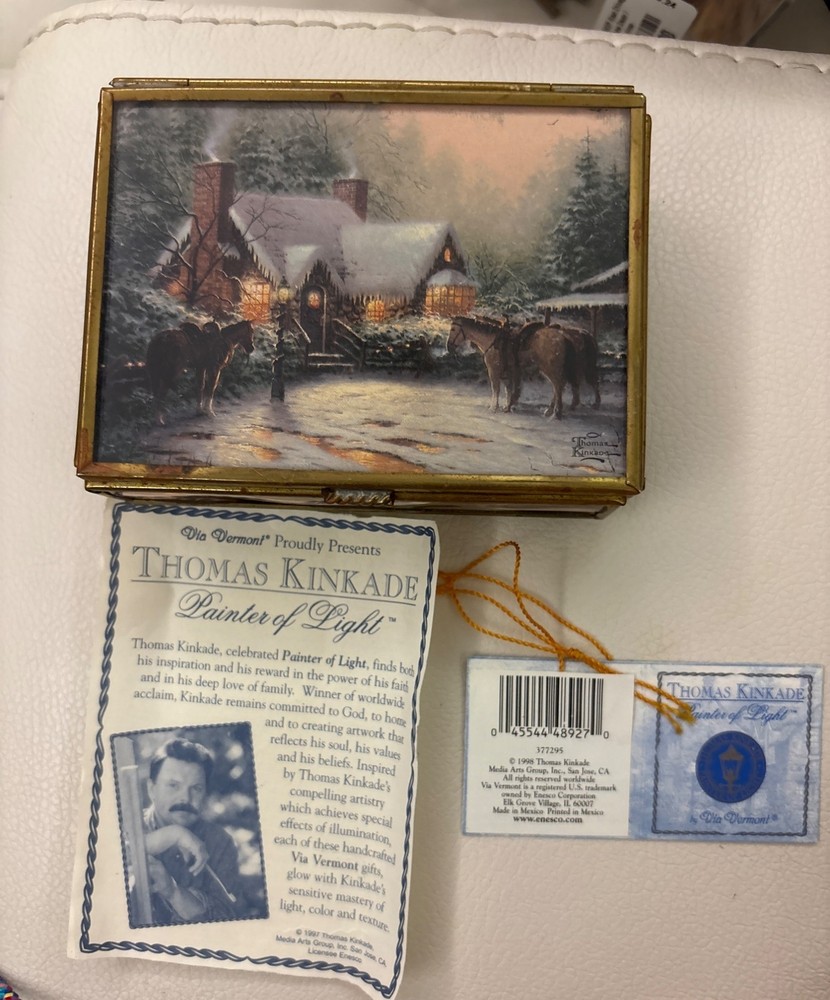 Thomas
Kinkade
Via Vermont® Proudly Presents
THOMAS KINKADE
Painter of Light™
Thomas Kinkade, celebrated Painter of Light, finds both
his inspiration and his reward in the power of his faith
and in his deep love of family. Winner of worldwide
acclaim, Kinkade remains committed to God, to home
and to creating artwork that
reflects his soul, his values
and his beliefs. Inspired
by Thomas Kinkade's
compelling artistry
which achieves special
effects of illumination,
each of these handcrafted
Via Vermont gifts,
glow with Kinkade's
sensitive mastery of
light, color and texture.
© 1997 Thomas Kinkade,
Media Arts Group, Inc. San Jose, CA
Licensee Enesco
0 45544 48927 0
377295
© 1998 Thomas Kinkade
Media Arts Group, Inc., San Jose, CA
All rights reserved worldwide
Via Vermont is a registered U.S. trademark
owned by Enesco Corporation
Elk Grove Village, IL 60007
Made in Mexico Printed in Mexico
www.enesco.com
THOMAS KINKADE
Painter of Light™
by Via Vermont®